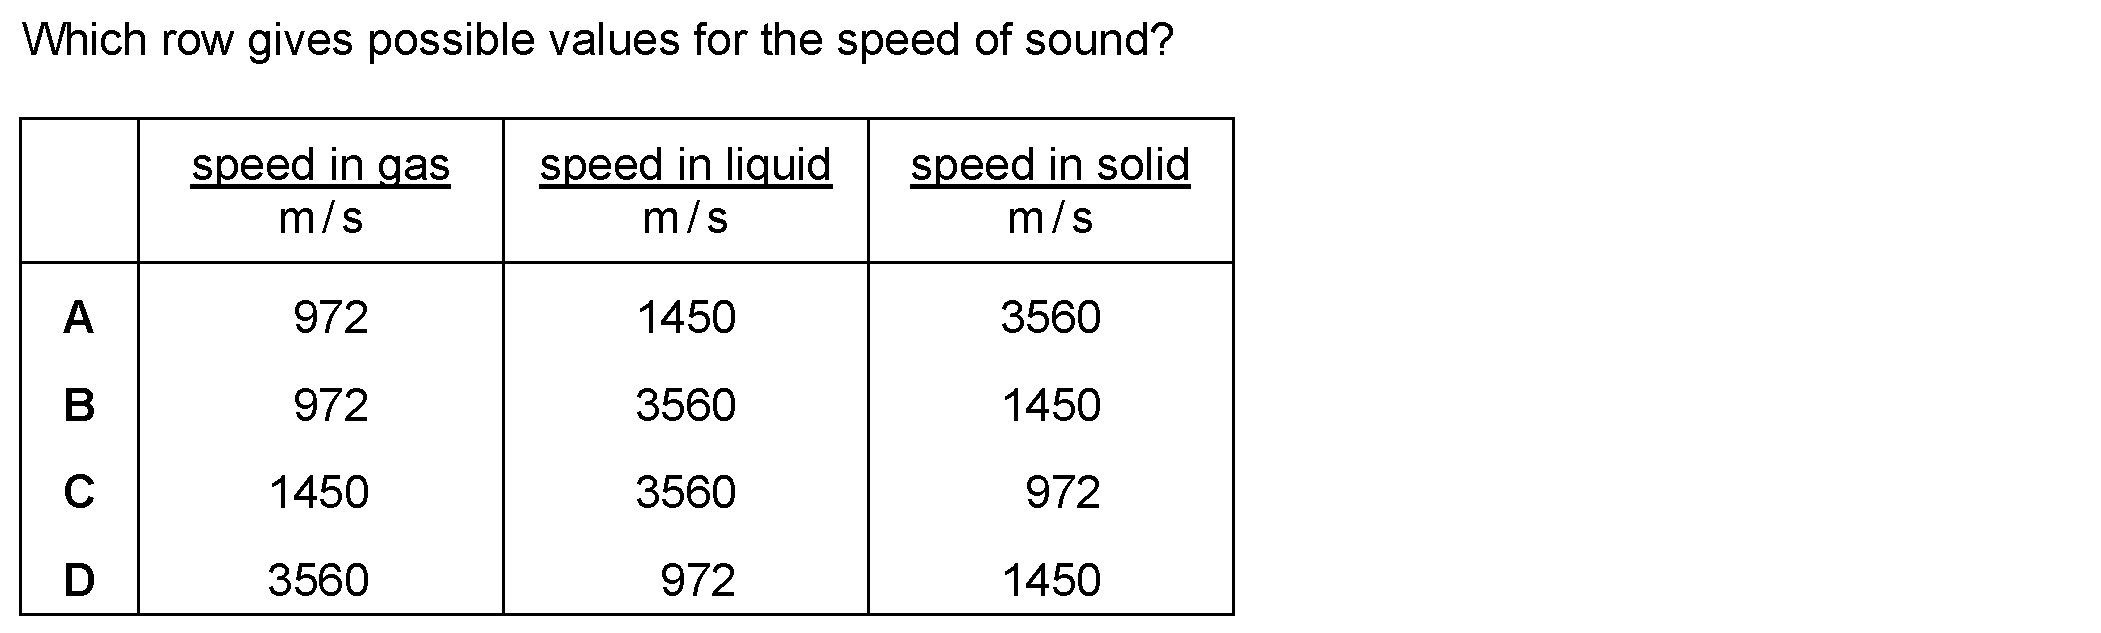 Which row gives possible values for the speed of sound?
speed in gas speed in liquid speed in solid
m / s m / s m / s
A 972 1450 3560
B 972 3560 1450
C 1450 3560 972
D 3560 972 1450